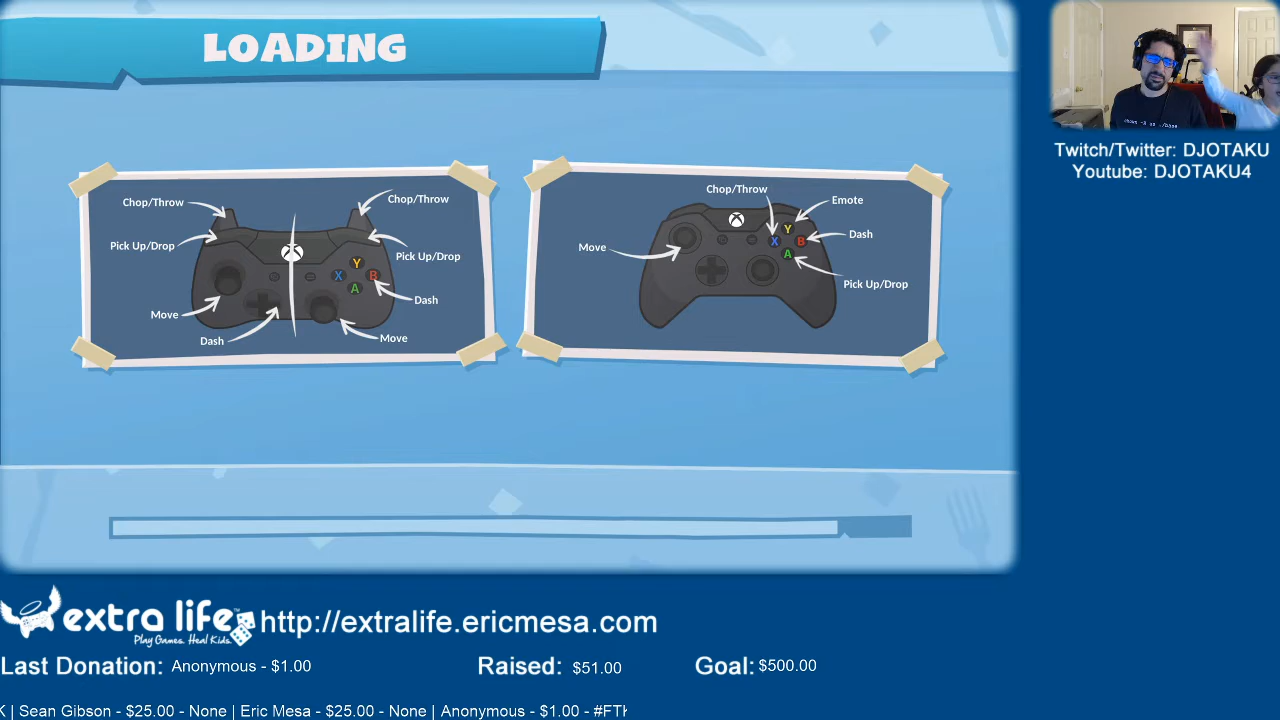 LOADING
Chop/Throw
Chop/Throw
Pick Up/Drop
Pick Up/Drop
Y
X
B
A
Dash
Move
Dash
Move
Chop/Throw
Emote
Y
Dash
X
B
Move
A
Pick Up/Drop
Twitch/Twitter: DJOTAKU
Youtube: DJOTAKU4
extra life
Play Games. Heal Kids.
http://extralife.ericmesa.com
Last Donation: Anonymous - $1.00
Raised: $51.00
Goal: $500.00
K | Sean Gibson - $25.00 - None | Eric Mesa - $25.00 - None | Anonymous - $1.00 - #FTK